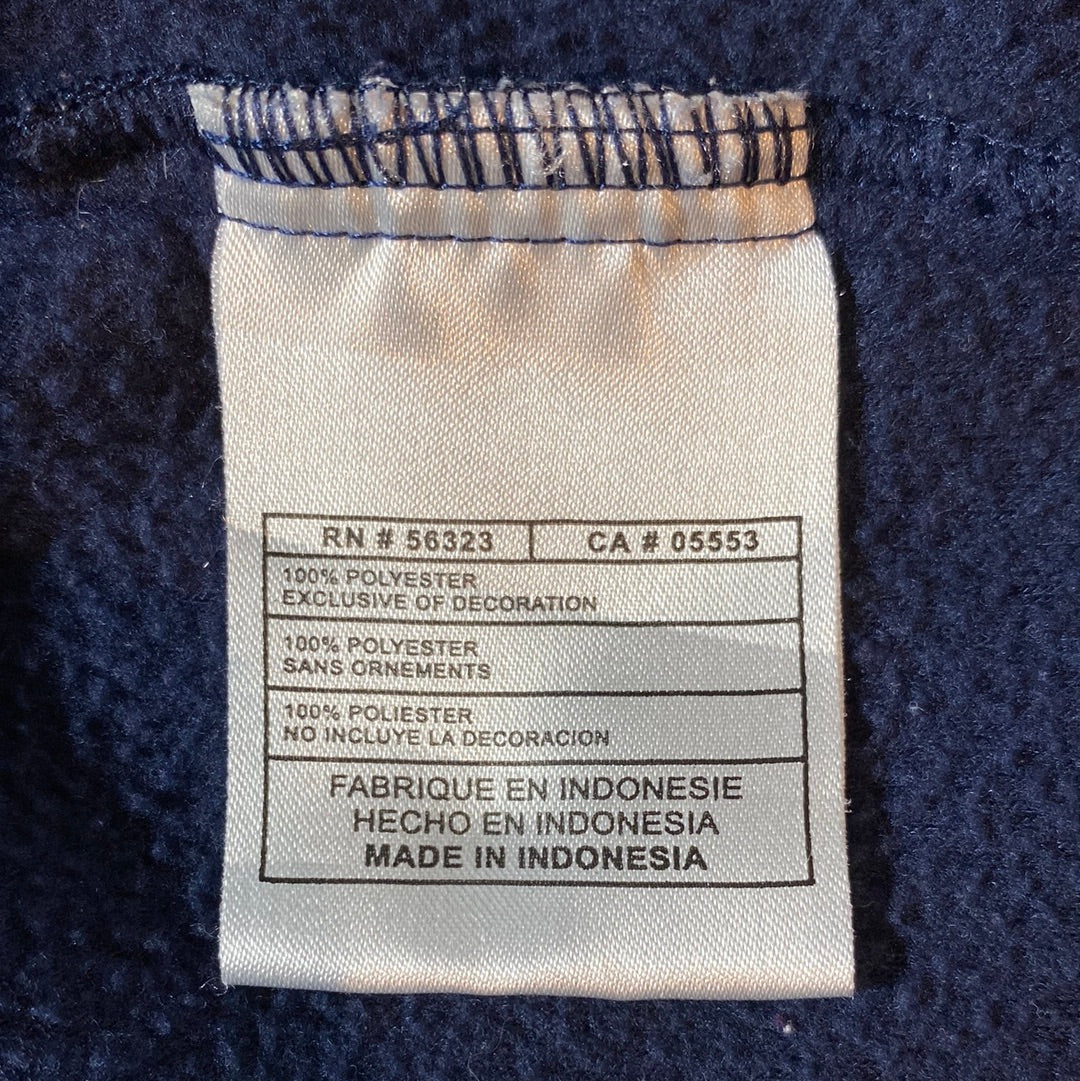 RN # 56323 CA # 05553
100% POLYESTER
EXCLUSIVE OF DECORATION
100% POLYESTER
SANS ORNEMENTS
100% POLIESTER
NO INCLUYE LA DECORACION
FABRIQUE EN INDONESIE
HECHO EN INDONESIA
MADE IN INDONESIA